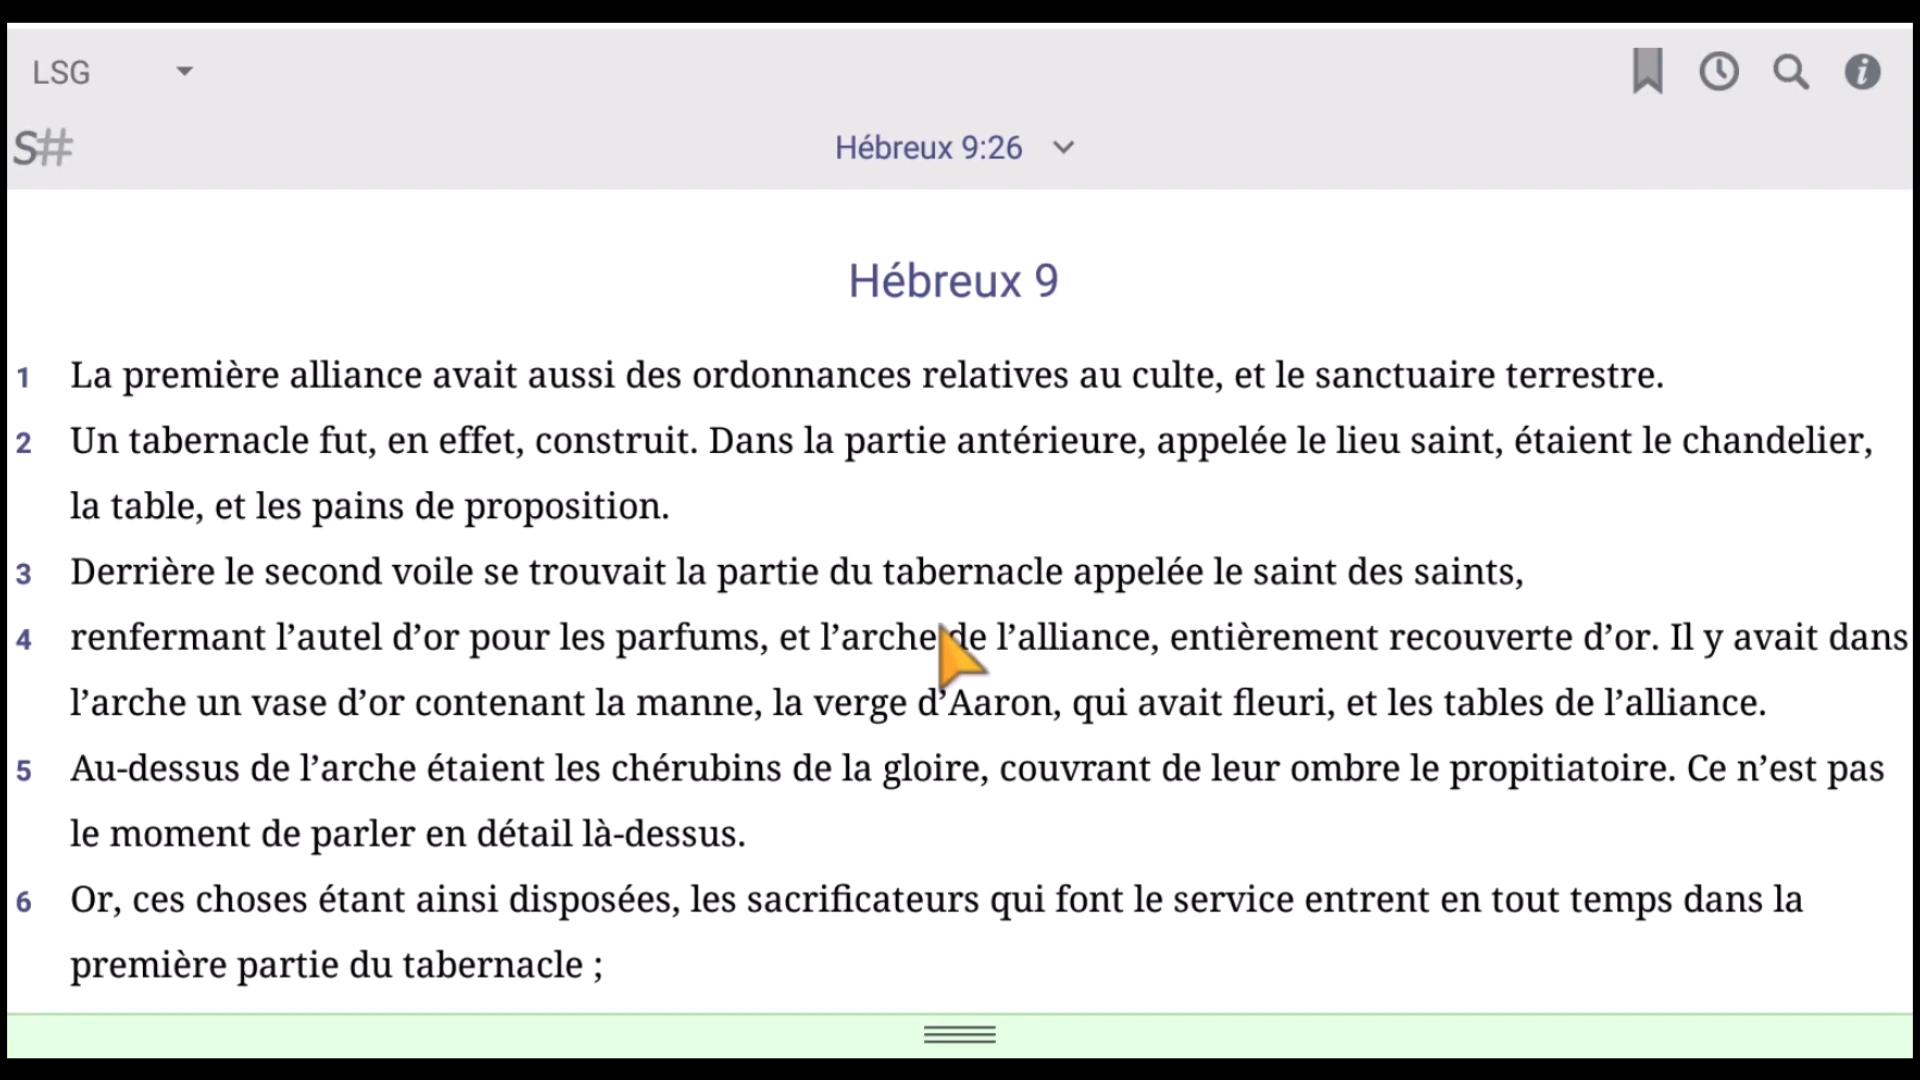 LSG
S#
Hébreux 9:26
Hébreux 9
1 La première alliance avait aussi des ordonnances relatives au culte, et le sanctuaire terrestre.
2 Un tabernacle fut, en effet, construit. Dans la partie antérieure, appelée le lieu saint, étaient le chandelier,
la table, et les pains de proposition.
3 Derrière le second voile se trouvait la partie du tabernacle appelée le saint des saints,
4 renfermant l’autel d’or pour les parfums, et l’arche de l’alliance, entièrement recouverte d’or. Il y avait dans
l’arche un vase d’or contenant la manne, la verge d’Aaron, qui avait fleuri, et les tables de l’alliance.
5 Au-dessus de l’arche étaient les chérubins de la gloire, couvrant de leur ombre le propitiatoire. Ce n’est pas
le moment de parler en détail là-dessus.
6 Or, ces choses étant ainsi disposées, les sacrificateurs qui font le service entrent en tout temps dans la
première partie du tabernacle ;